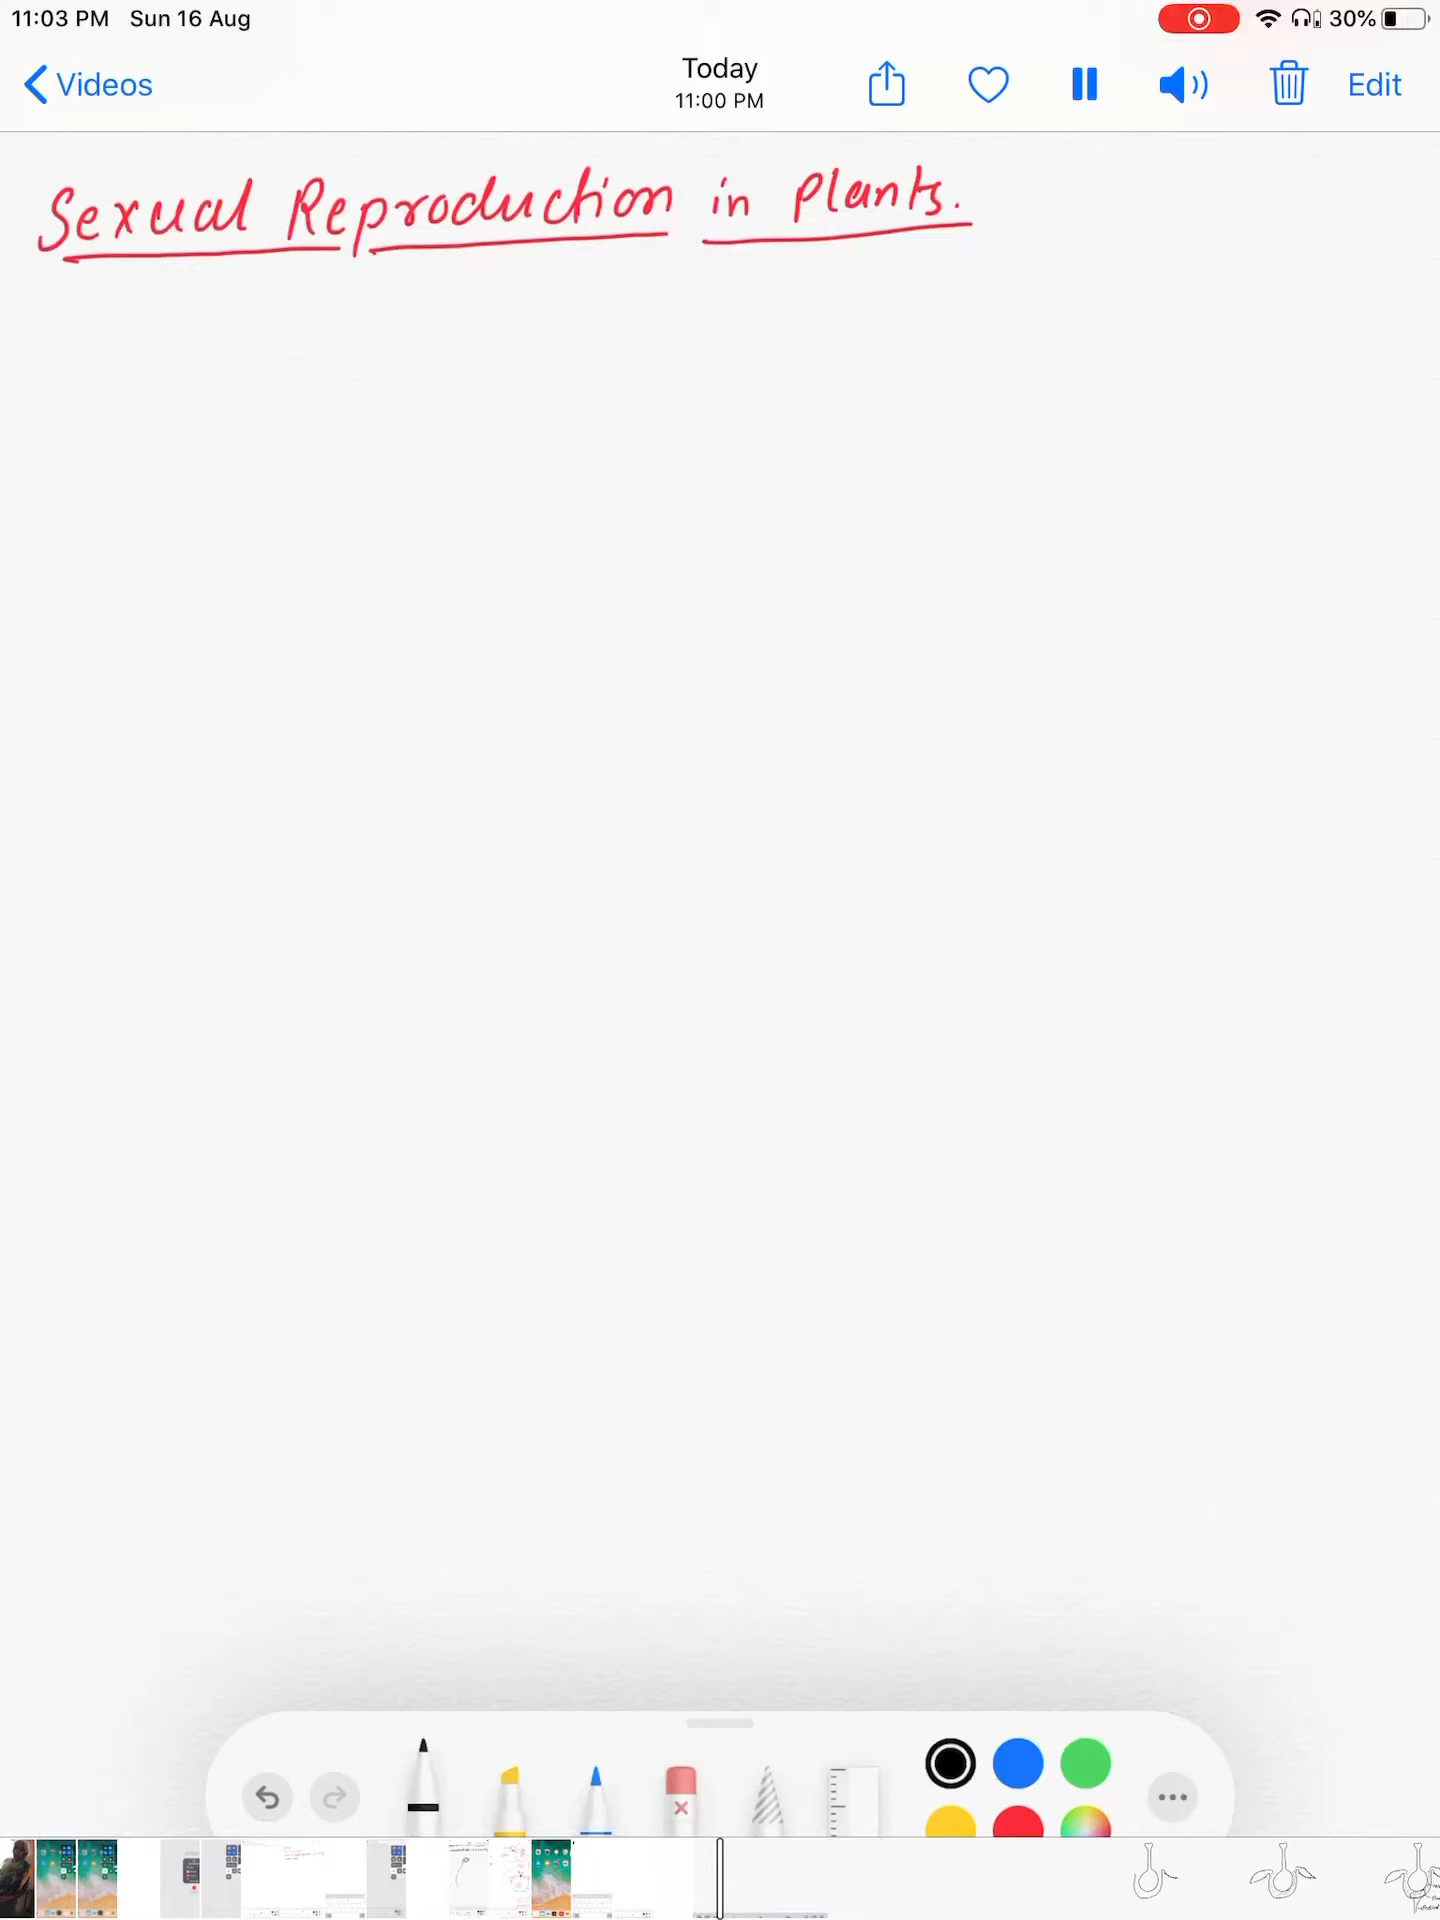 11:03 PM Sun 16 Aug 30%
Videos
Today
11:00 PM
Edit
Sexual Reproduction in Plants.